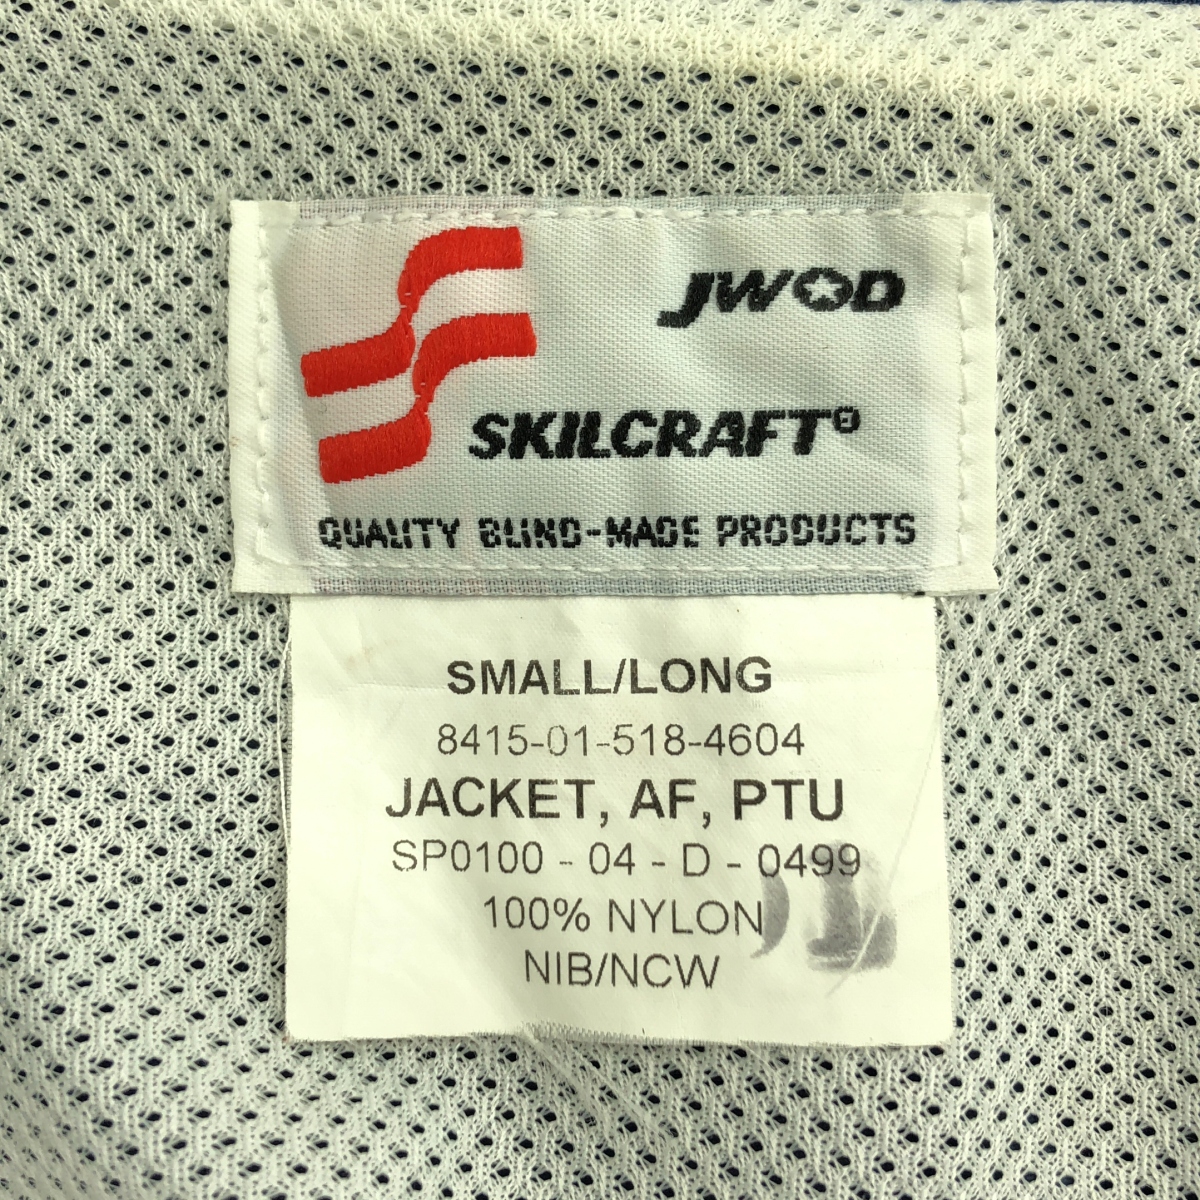 JWOD
SKILCRAFT®
QUALITY BLIND-MADE PRODUCTS
SMALL/LONG
8415-01-518-4604
JACKET, AF, PTU
SP0100 - 04 - D - 0499
100% NYLON
NIB/NCW